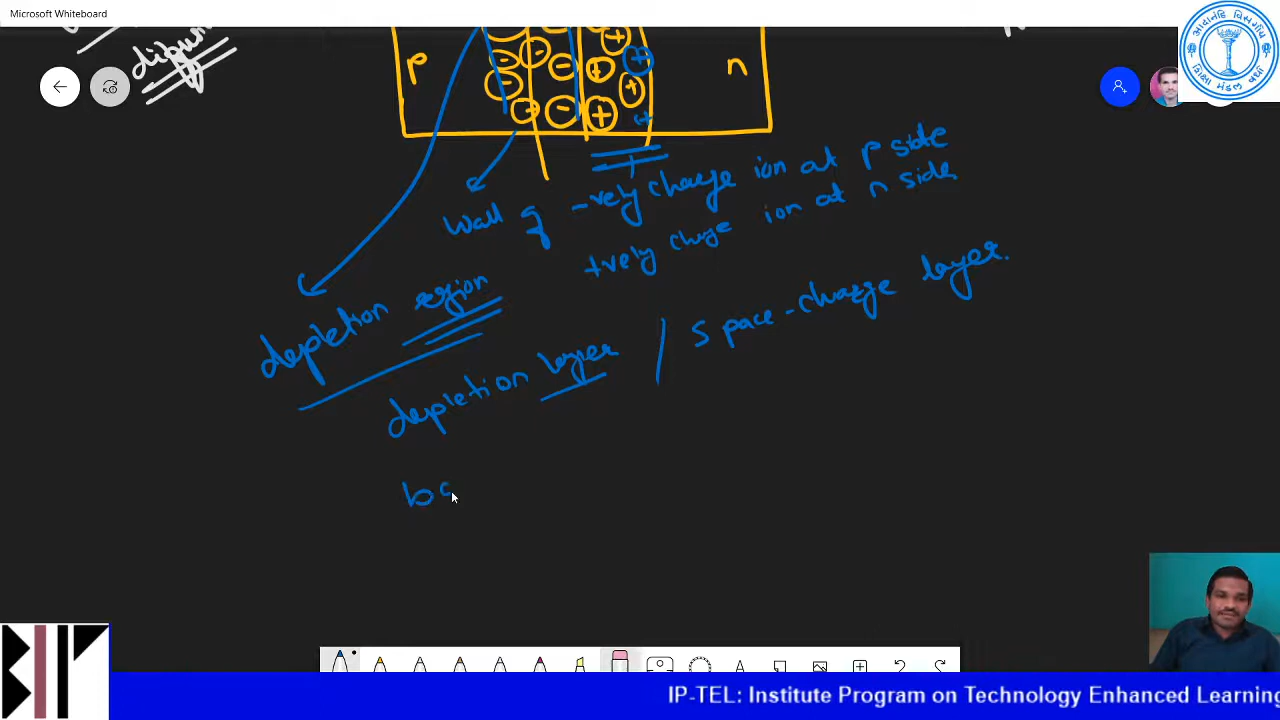 Microsoft Whiteboard
p
n
Wall of -vely charge ion at p side
+vely charge ion at n side
depletion region
depletion layer / space-charge layer.
IP-TEL: Institute Program on Technology Enhanced Learning